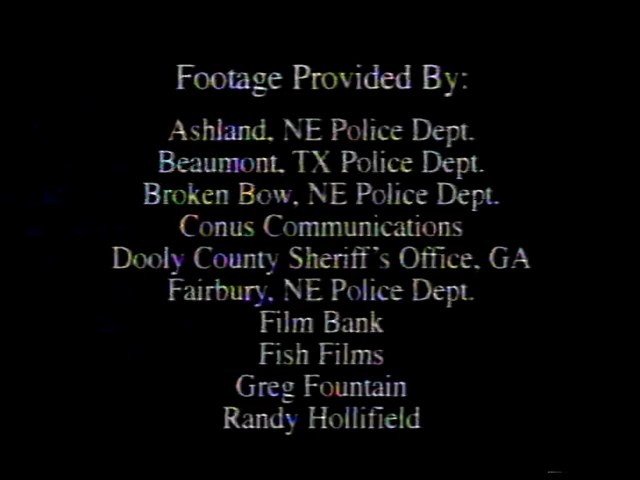 Footage Provided By:
Ashland, NE Police Dept.
Beaumont, TX Police Dept.
Broken Bow, NE Police Dept.
Conus Communications
Dooly County Sheriff's Office, GA
Fairbury, NE Police Dept.
Film Bank
Fish Films
Greg Fountain
Randy Hollifield